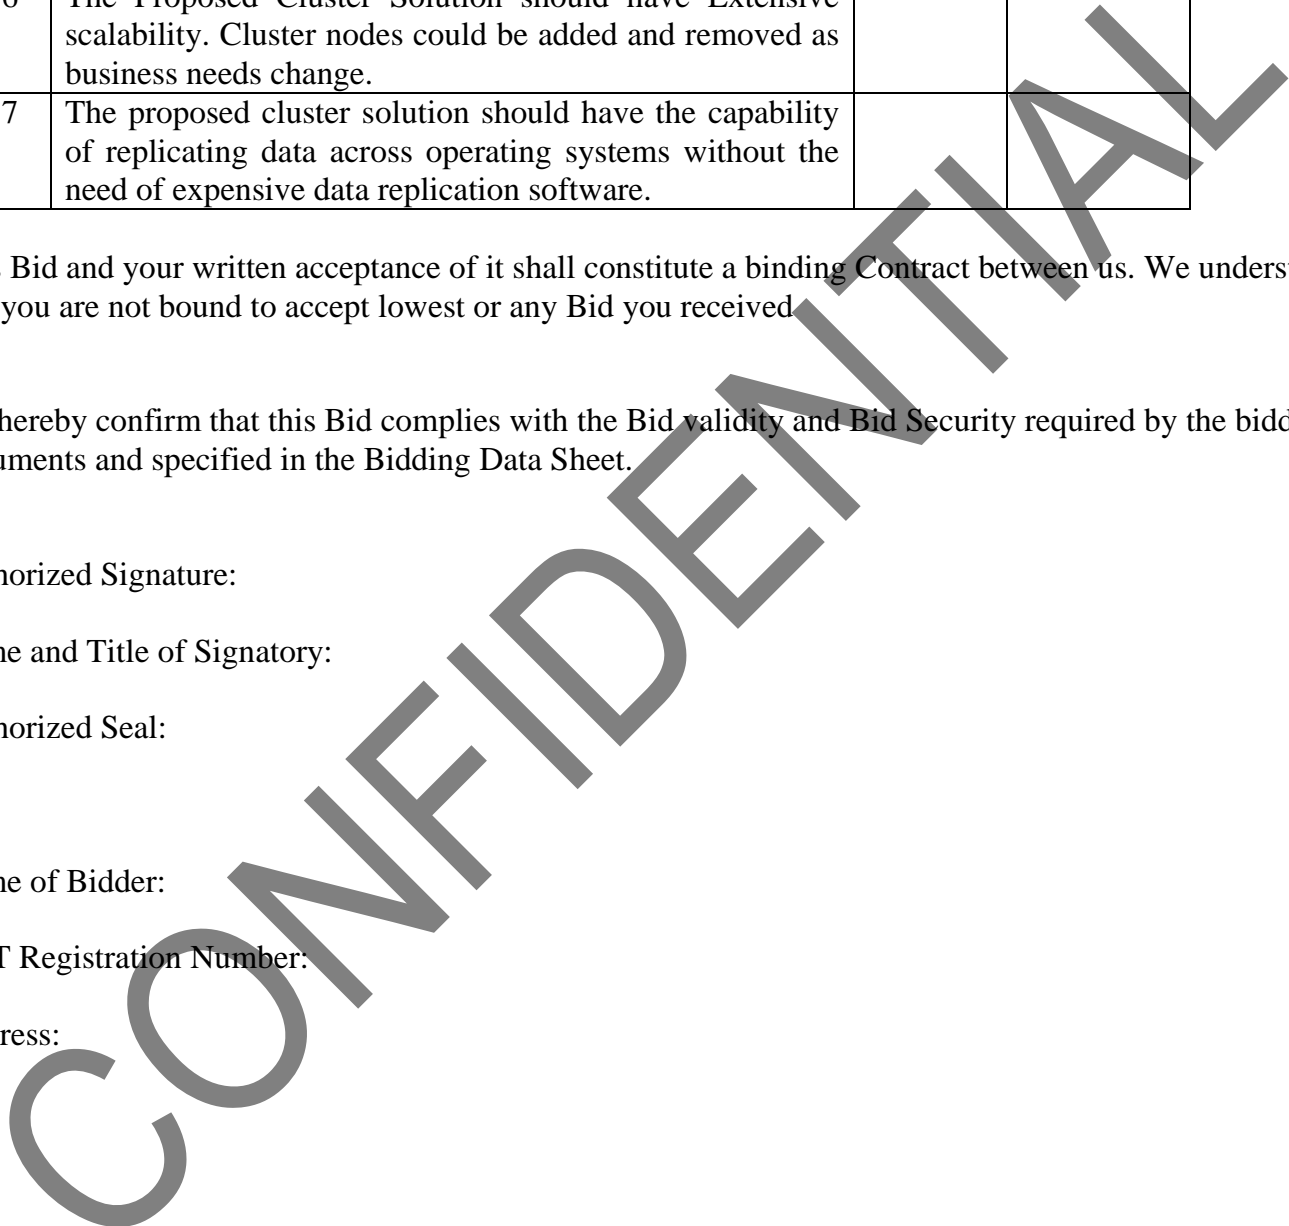 6 The Proposed Cluster Solution should have Extensive
scalability. Cluster nodes could be added and removed as
business needs change.
7 The proposed cluster solution should have the capability
of replicating data across operating systems without the
need of expensive data replication software.
Bid and your written acceptance of it shall constitute a binding Contract between us. We underst
you are not bound to accept lowest or any Bid you received
hereby confirm that this Bid complies with the Bid validity and Bid Security required by the bidd
uments and specified in the Bidding Data Sheet.
horized Signature:
ne and Title of Signatory:
horized Seal:
ne of Bidder:
T Registration Number:
ress:
CONFIDENTIAL